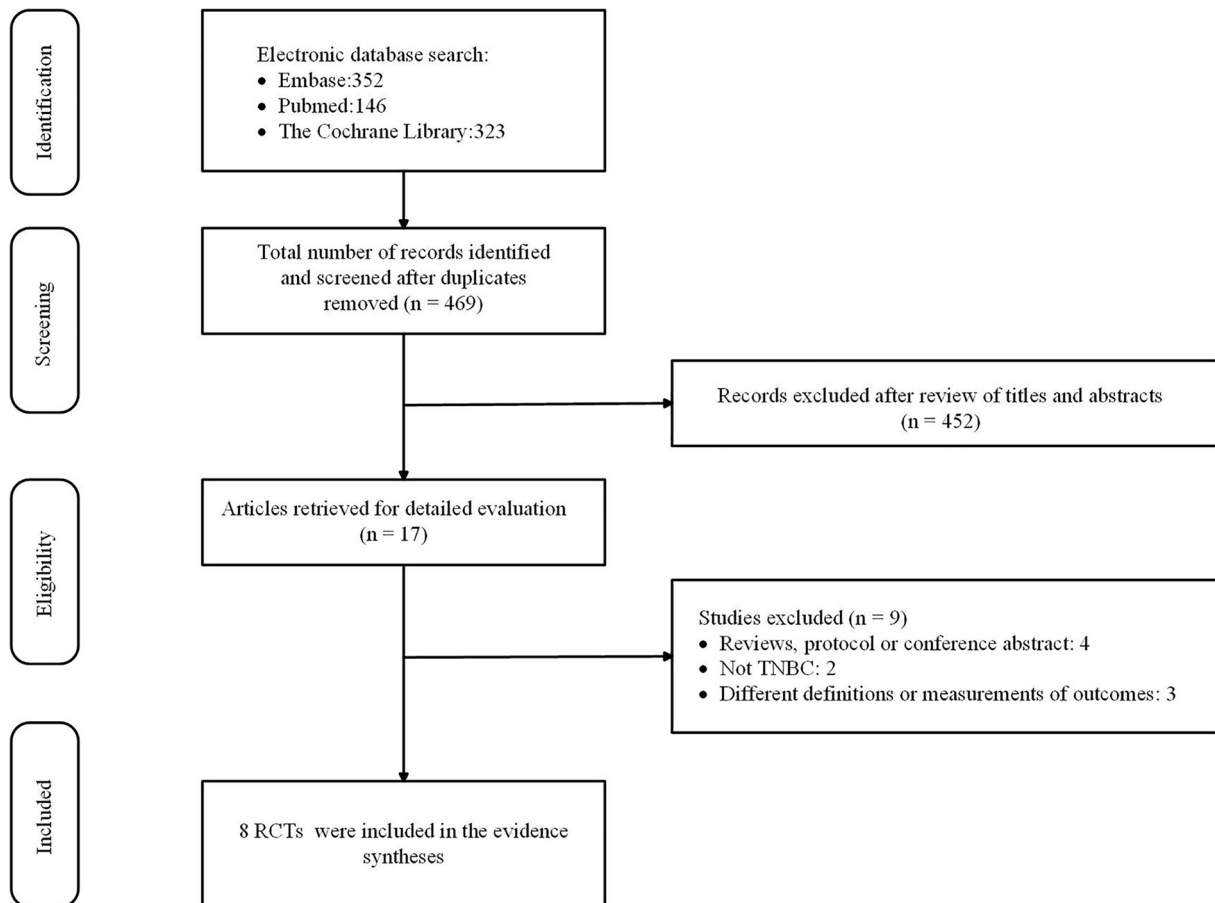 Identification
Electronic database search:
• Embase:352
• Pubmed:146
• The Cochrane Library:323
Screening
Total number of records identified
and screened after duplicates
removed (n = 469)
Records excluded after review of titles and abstracts
(n = 452)
Eligibility
Articles retrieved for detailed evaluation
(n = 17)
Studies excluded (n = 9)
• Reviews, protocol or conference abstract: 4
• Not TNBC: 2
• Different definitions or measurements of outcomes: 3
Included
8 RCTs were included in the evidence
syntheses